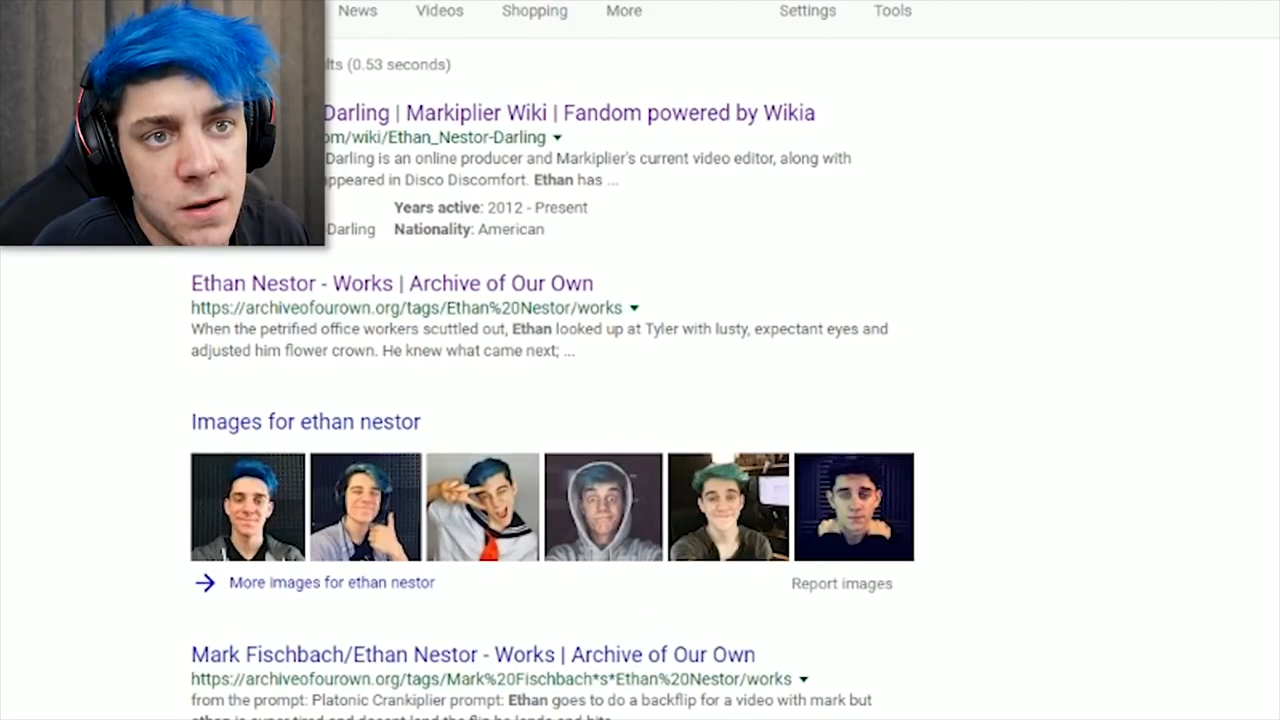 News Videos Shopping More Settings Tools
lts (0.53 seconds)
Darling | Markiplier Wiki | Fandom powered by Wikia
om/wiki/Ethan_Nestor-Darling
Darling is an online producer and Markiplier's current video editor, along with
ppeared in Disco Discomfort. Ethan has ...
Years active: 2012 - Present
-Darling Nationality: American
Ethan Nestor - Works | Archive of Our Own
https://archiveofourown.org/tags/Ethan%20Nestor/works
When the petrified office workers scuttled out, Ethan looked up at Tyler with lusty, expectant eyes and
adjusted him flower crown. He knew what came next; ...
Images for ethan nestor
More images for ethan nestor Report images
Mark Fischbach/Ethan Nestor - Works | Archive of Our Own
https://archiveofourown.org/tags/Mark%20Fischbach*s*Ethan%20Nestor/works
from the prompt: Platonic Crankiplier prompt: Ethan goes to do a backflip for a video with mark but